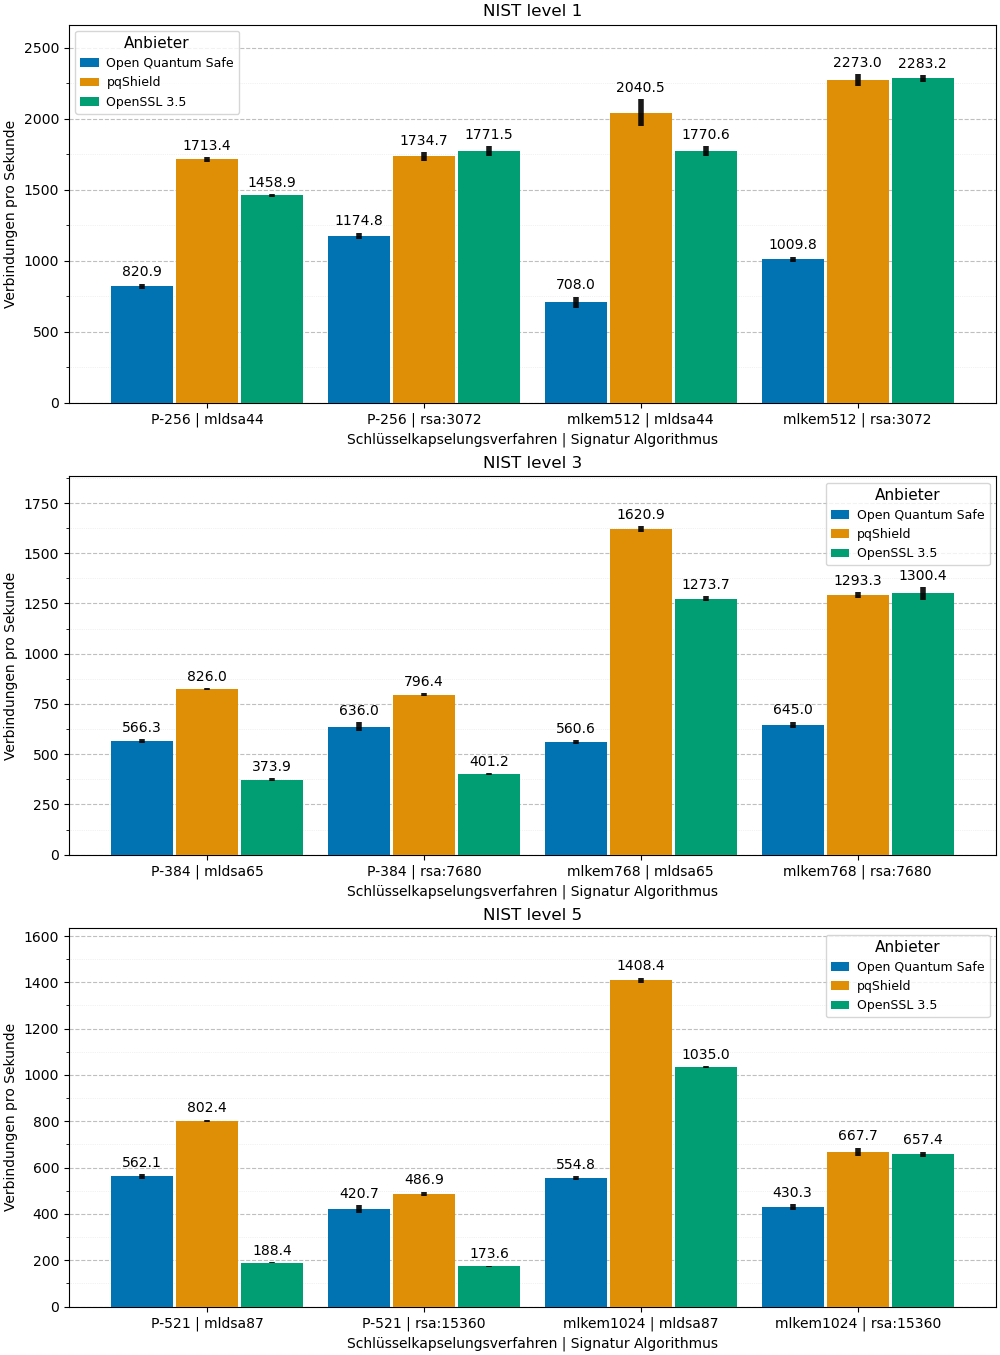 NIST level 1
Verbindungen pro Sekunde
2500
2000
1500
1000
500
0
Anbieter
Open Quantum Safe
pqShield
OpenSSL 3.5
820.9
1713.4
1458.9
1174.8
1734.7
1771.5
708.0
2040.5
1770.6
1009.8
2273.0
2283.2
P-256 | mldsa44
P-256 | rsa:3072
mlkem512 | mldsa44
mlkem512 | rsa:3072
Schlüsselkapselungsverfahren | Signatur Algorithmus
NIST level 3
Verbindungen pro Sekunde
1750
1500
1250
1000
750
500
250
0
Anbieter
Open Quantum Safe
pqShield
OpenSSL 3.5
566.3
826.0
373.9
636.0
796.4
401.2
560.6
1620.9
1273.7
645.0
1293.3
1300.4
P-384 | mldsa65
P-384 | rsa:7680
mlkem768 | mldsa65
mlkem768 | rsa:7680
Schlüsselkapselungsverfahren | Signatur Algorithmus
NIST level 5
Verbindungen pro Sekunde
1600
1400
1200
1000
800
600
400
200
0
Anbieter
Open Quantum Safe
pqShield
OpenSSL 3.5
562.1
802.4
188.4
420.7
486.9
173.6
554.8
1408.4
1035.0
430.3
667.7
657.4
P-521 | mldsa87
P-521 | rsa:15360
mlkem1024 | mldsa87
mlkem1024 | rsa:15360
Schlüsselkapselungsverfahren | Signatur Algorithmus